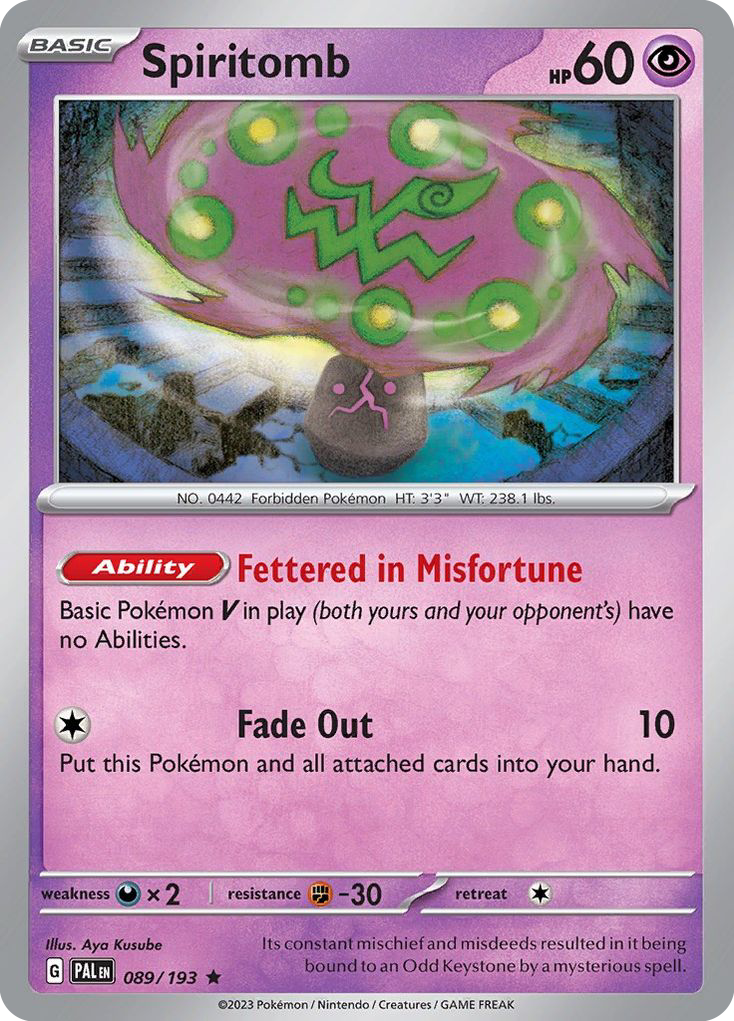 BASIC
Spiritomb
HP60
NO. 0442 Forbidden Pokémon HT: 3'3" WT: 238.1 lbs.
Ability Fettered in Misfortune
Basic Pokémon V in play (both yours and your opponent's) have
no Abilities.
Fade Out 10
Put this Pokémon and all attached cards into your hand.
weakness ×2 resistance -30 retreat
Illus. Aya Kusube
Its constant mischief and misdeeds resulted in it being
bound to an Odd Keystone by a mysterious spell.
G PAL EN 089/193
©2023 Pokémon / Nintendo / Creatures / GAME FREAK